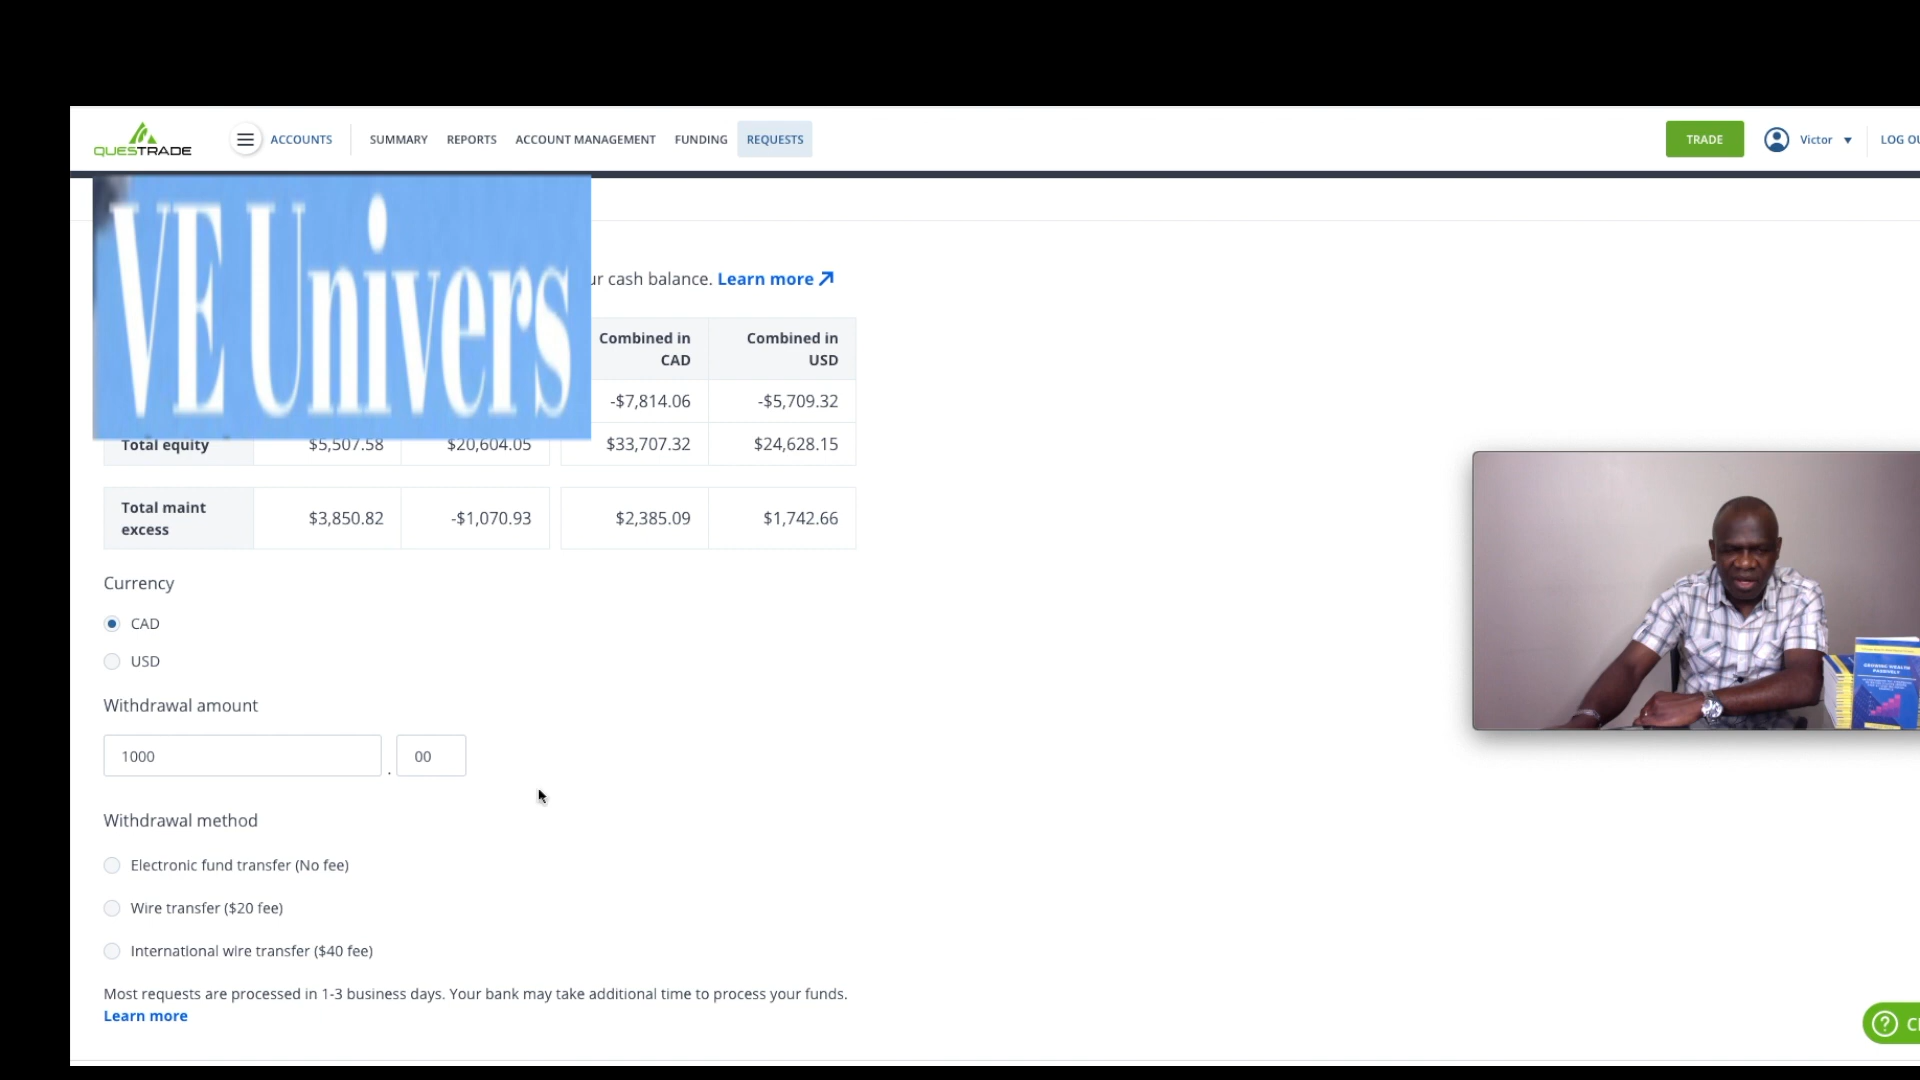 QUESTRADE
ACCOUNTS
SUMMARY
REPORTS
ACCOUNT MANAGEMENT
FUNDING
REQUESTS
TRADE
Victor
LOG
VE Univers
cash balance. Learn more
Combined in CAD
Combined in USD
-$7,814.06 -$5,709.32
Total equity $5,507.58 $20,604.05 $33,707.32 $24,628.15
Total maint excess $3,850.82 -$1,070.93 $2,385.09 $1,742.66
Currency
CAD
USD
Withdrawal amount
1000 . 00
Withdrawal method
Electronic fund transfer (No fee)
Wire transfer ($20 fee)
International wire transfer ($40 fee)
Most requests are processed in 1-3 business days. Your bank may take additional time to process your funds.
Learn more
GROWING WEALTH
PASSIVELY